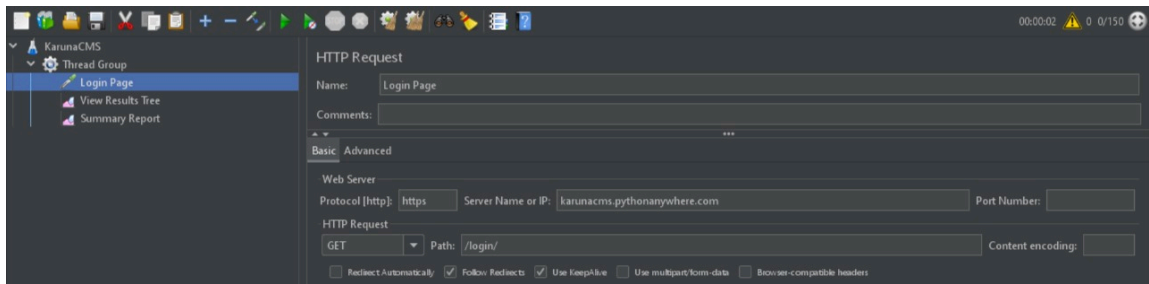 00:00:02 0 0/150
KarunaCMS
Thread Group
Login Page
View Results Tree
Summary Report
HTTP Request
Name: Login Page
Comments:
Basic Advanced
Web Server
Protocol [http]: https Server Name or IP: karunacms.pythonanywhere.com Port Number:
HTTP Request
GET Path: /login/ Content encoding:
Redirect Automatically Follow Redirects Use KeepAlive Use multipart/form-data Browser-compatible headers